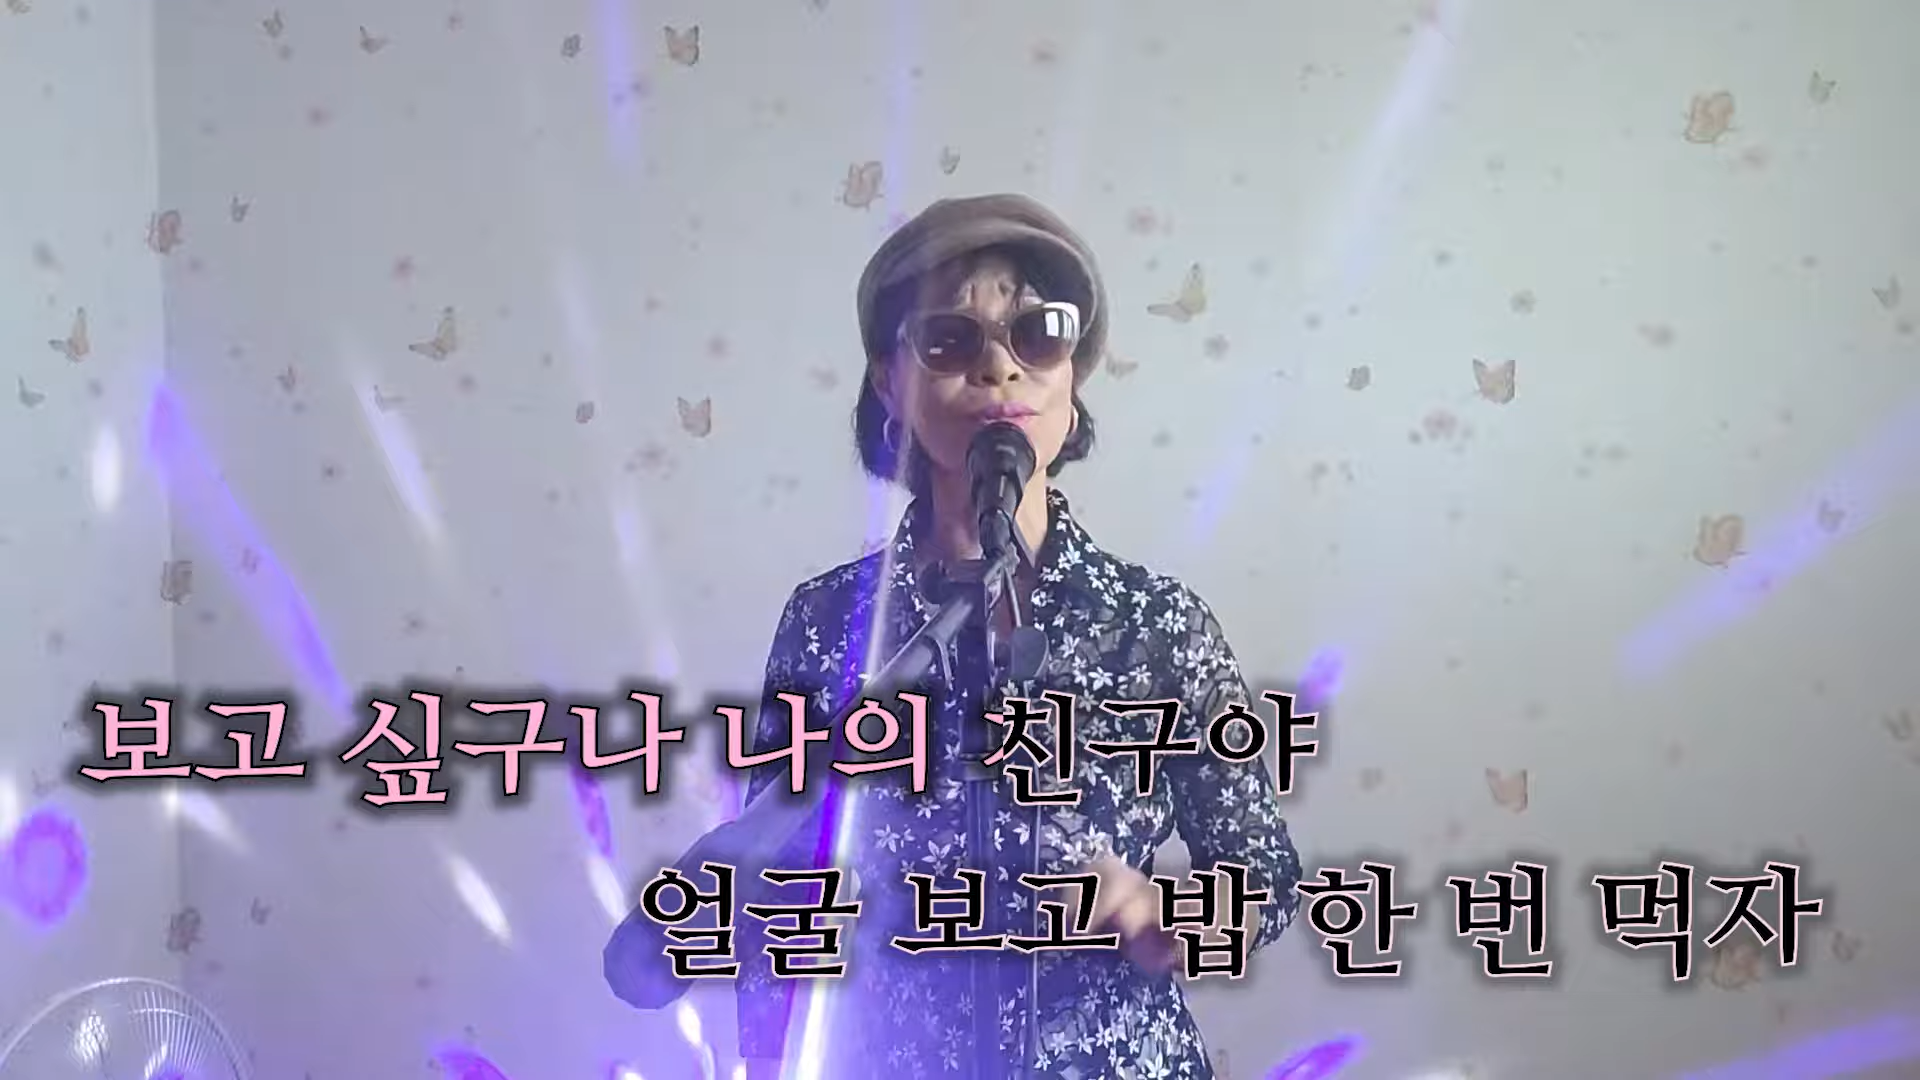 보고 싶구나 나의 친구야
얼굴 보고 밥 한 번 먹자